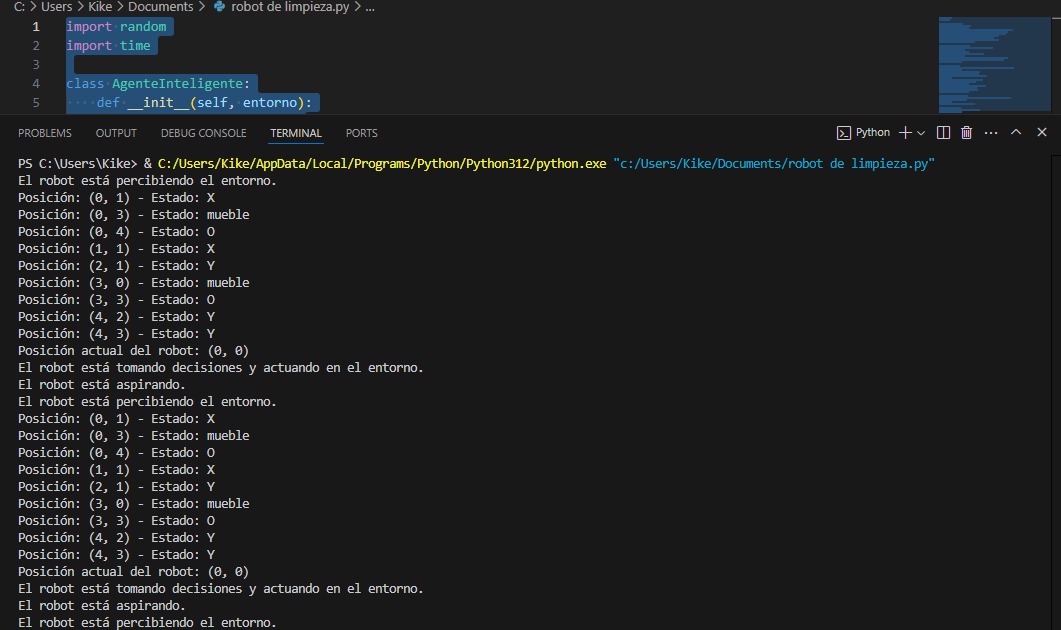 C: > Users > Kike > Documents > robot de limpieza.py > ...
1 import random
2 import time
3
4 class AgenteInteligente:
5 def __init__(self, entorno):
PROBLEMS OUTPUT DEBUG CONSOLE TERMINAL PORTS Python
PS C:\Users\Kike> & C:/Users/Kike/AppData/Local/Programs/Python/Python312/python.exe "c:/Users/Kike/Documents/robot de limpieza.py"
El robot está percibiendo el entorno.
Posición: (0, 1) - Estado: X
Posición: (0, 3) - Estado: mueble
Posición: (0, 4) - Estado: O
Posición: (1, 1) - Estado: X
Posición: (2, 1) - Estado: Y
Posición: (3, 0) - Estado: mueble
Posición: (3, 3) - Estado: O
Posición: (4, 2) - Estado: Y
Posición: (4, 3) - Estado: Y
Posición actual del robot: (0, 0)
El robot está tomando decisiones y actuando en el entorno.
El robot está aspirando.
El robot está percibiendo el entorno.
Posición: (0, 1) - Estado: X
Posición: (0, 3) - Estado: mueble
Posición: (0, 4) - Estado: O
Posición: (1, 1) - Estado: X
Posición: (2, 1) - Estado: Y
Posición: (3, 0) - Estado: mueble
Posición: (3, 3) - Estado: O
Posición: (4, 2) - Estado: Y
Posición: (4, 3) - Estado: Y
Posición actual del robot: (0, 0)
El robot está tomando decisiones y actuando en el entorno.
El robot está aspirando.
El robot está percibiendo el entorno.